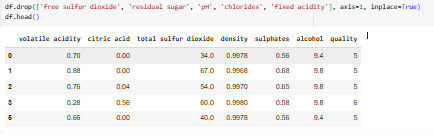 df.drop(['free sulfur dioxide', 'residual sugar', 'pH', 'chlorides', 'fixed acidity'], axis=1, inplace=True)
df.head()
volatile acidity citric acid total sulfur dioxide density sulphates alcohol quality
0 0.70 0.00 34.0 0.9978 0.56 9.4 5
1 0.88 0.00 67.0 0.9968 0.68 9.8 5
2 0.76 0.04 54.0 0.9970 0.65 9.8 5
3 0.28 0.56 60.0 0.9980 0.58 9.8 6
5 0.66 0.00 40.0 0.9978 0.56 9.4 5